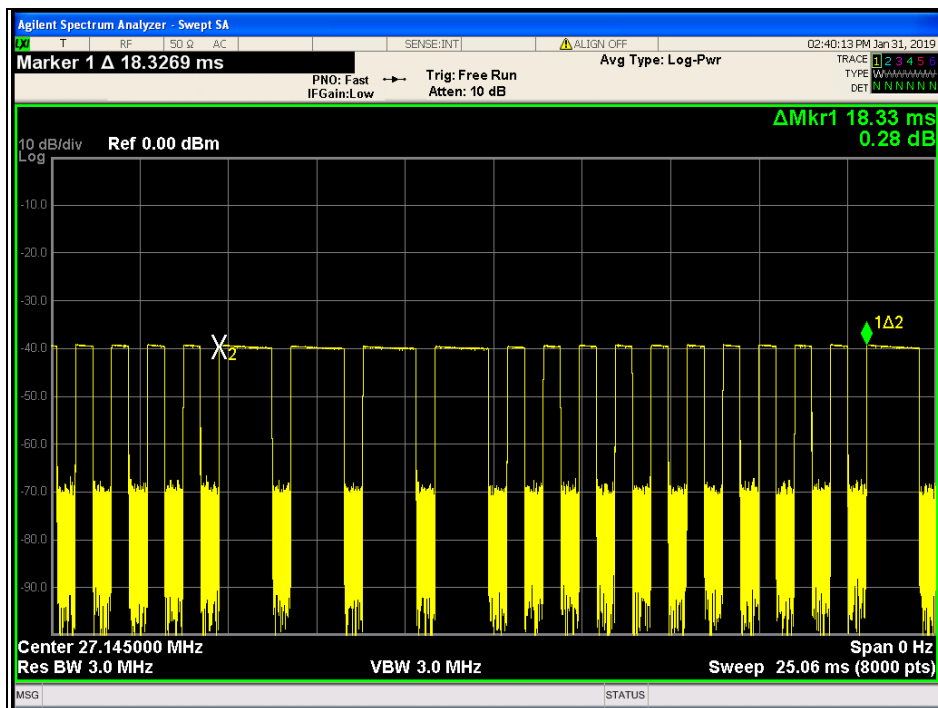 Agilent Spectrum Analyzer - Swept SA
LXI T RF 50 Ω AC SENSE:INT ALIGN OFF 02:40:13 PM Jan 31, 2019
Marker 1 Δ 18.3269 ms
PNO: Fast
IFGain:Low
Trig: Free Run
Atten: 10 dB
Avg Type: Log-Pwr
TRACE 1 2 3 4 5 6
TYPE WWWWWW
DET N N N N N N
ΔMkr1 18.33 ms
0.28 dB
10 dB/div Ref 0.00 dBm
Log
-10.0
-20.0
-30.0
-40.0
-50.0
-60.0
-70.0
-80.0
-90.0
X2
1Δ2
Center 27.145000 MHz Span 0 Hz
Res BW 3.0 MHz VBW 3.0 MHz Sweep 25.06 ms (8000 pts)
MSG STATUS